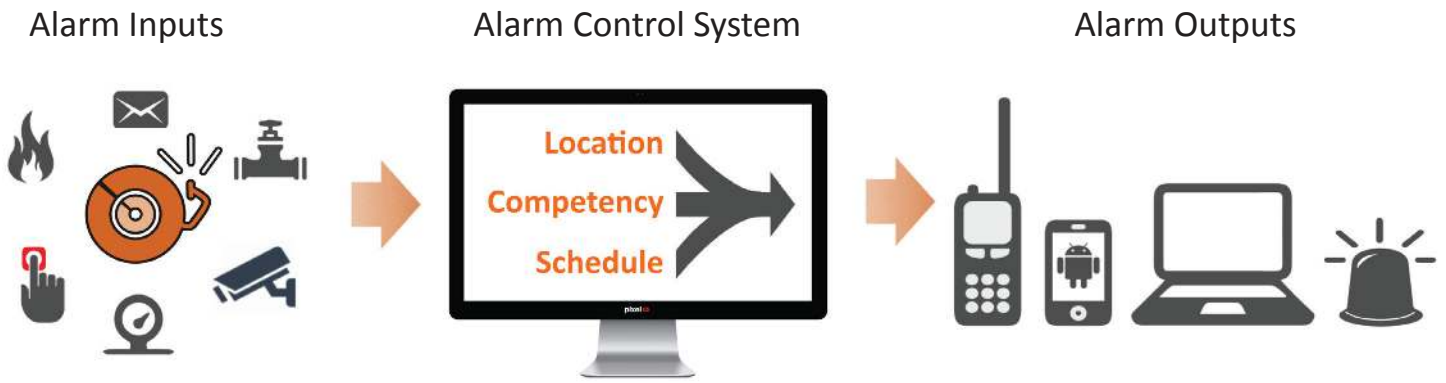 Alarm Inputs
Alarm Control System
Alarm Outputs
Location
Competency
Schedule